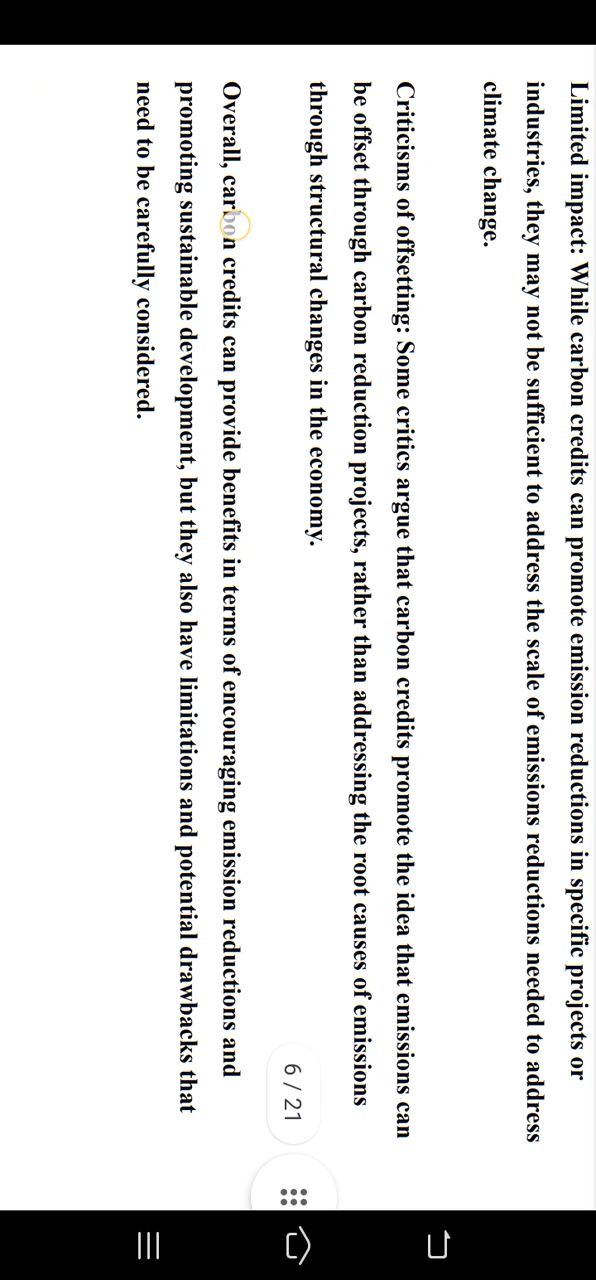 Limited impact: While carbon credits can promote emission reductions in specific projects or
industries, they may not be sufficient to address the scale of emissions reductions needed to address
climate change.
Criticisms of offsetting: Some critics argue that carbon credits promote the idea that emissions can
be offset through carbon reduction projects, rather than addressing the root causes of emissions
through structural changes in the economy.
Overall, carbon credits can provide benefits in terms of encouraging emission reductions and
promoting sustainable development, but they also have limitations and potential drawbacks that
need to be carefully considered.
6 / 21